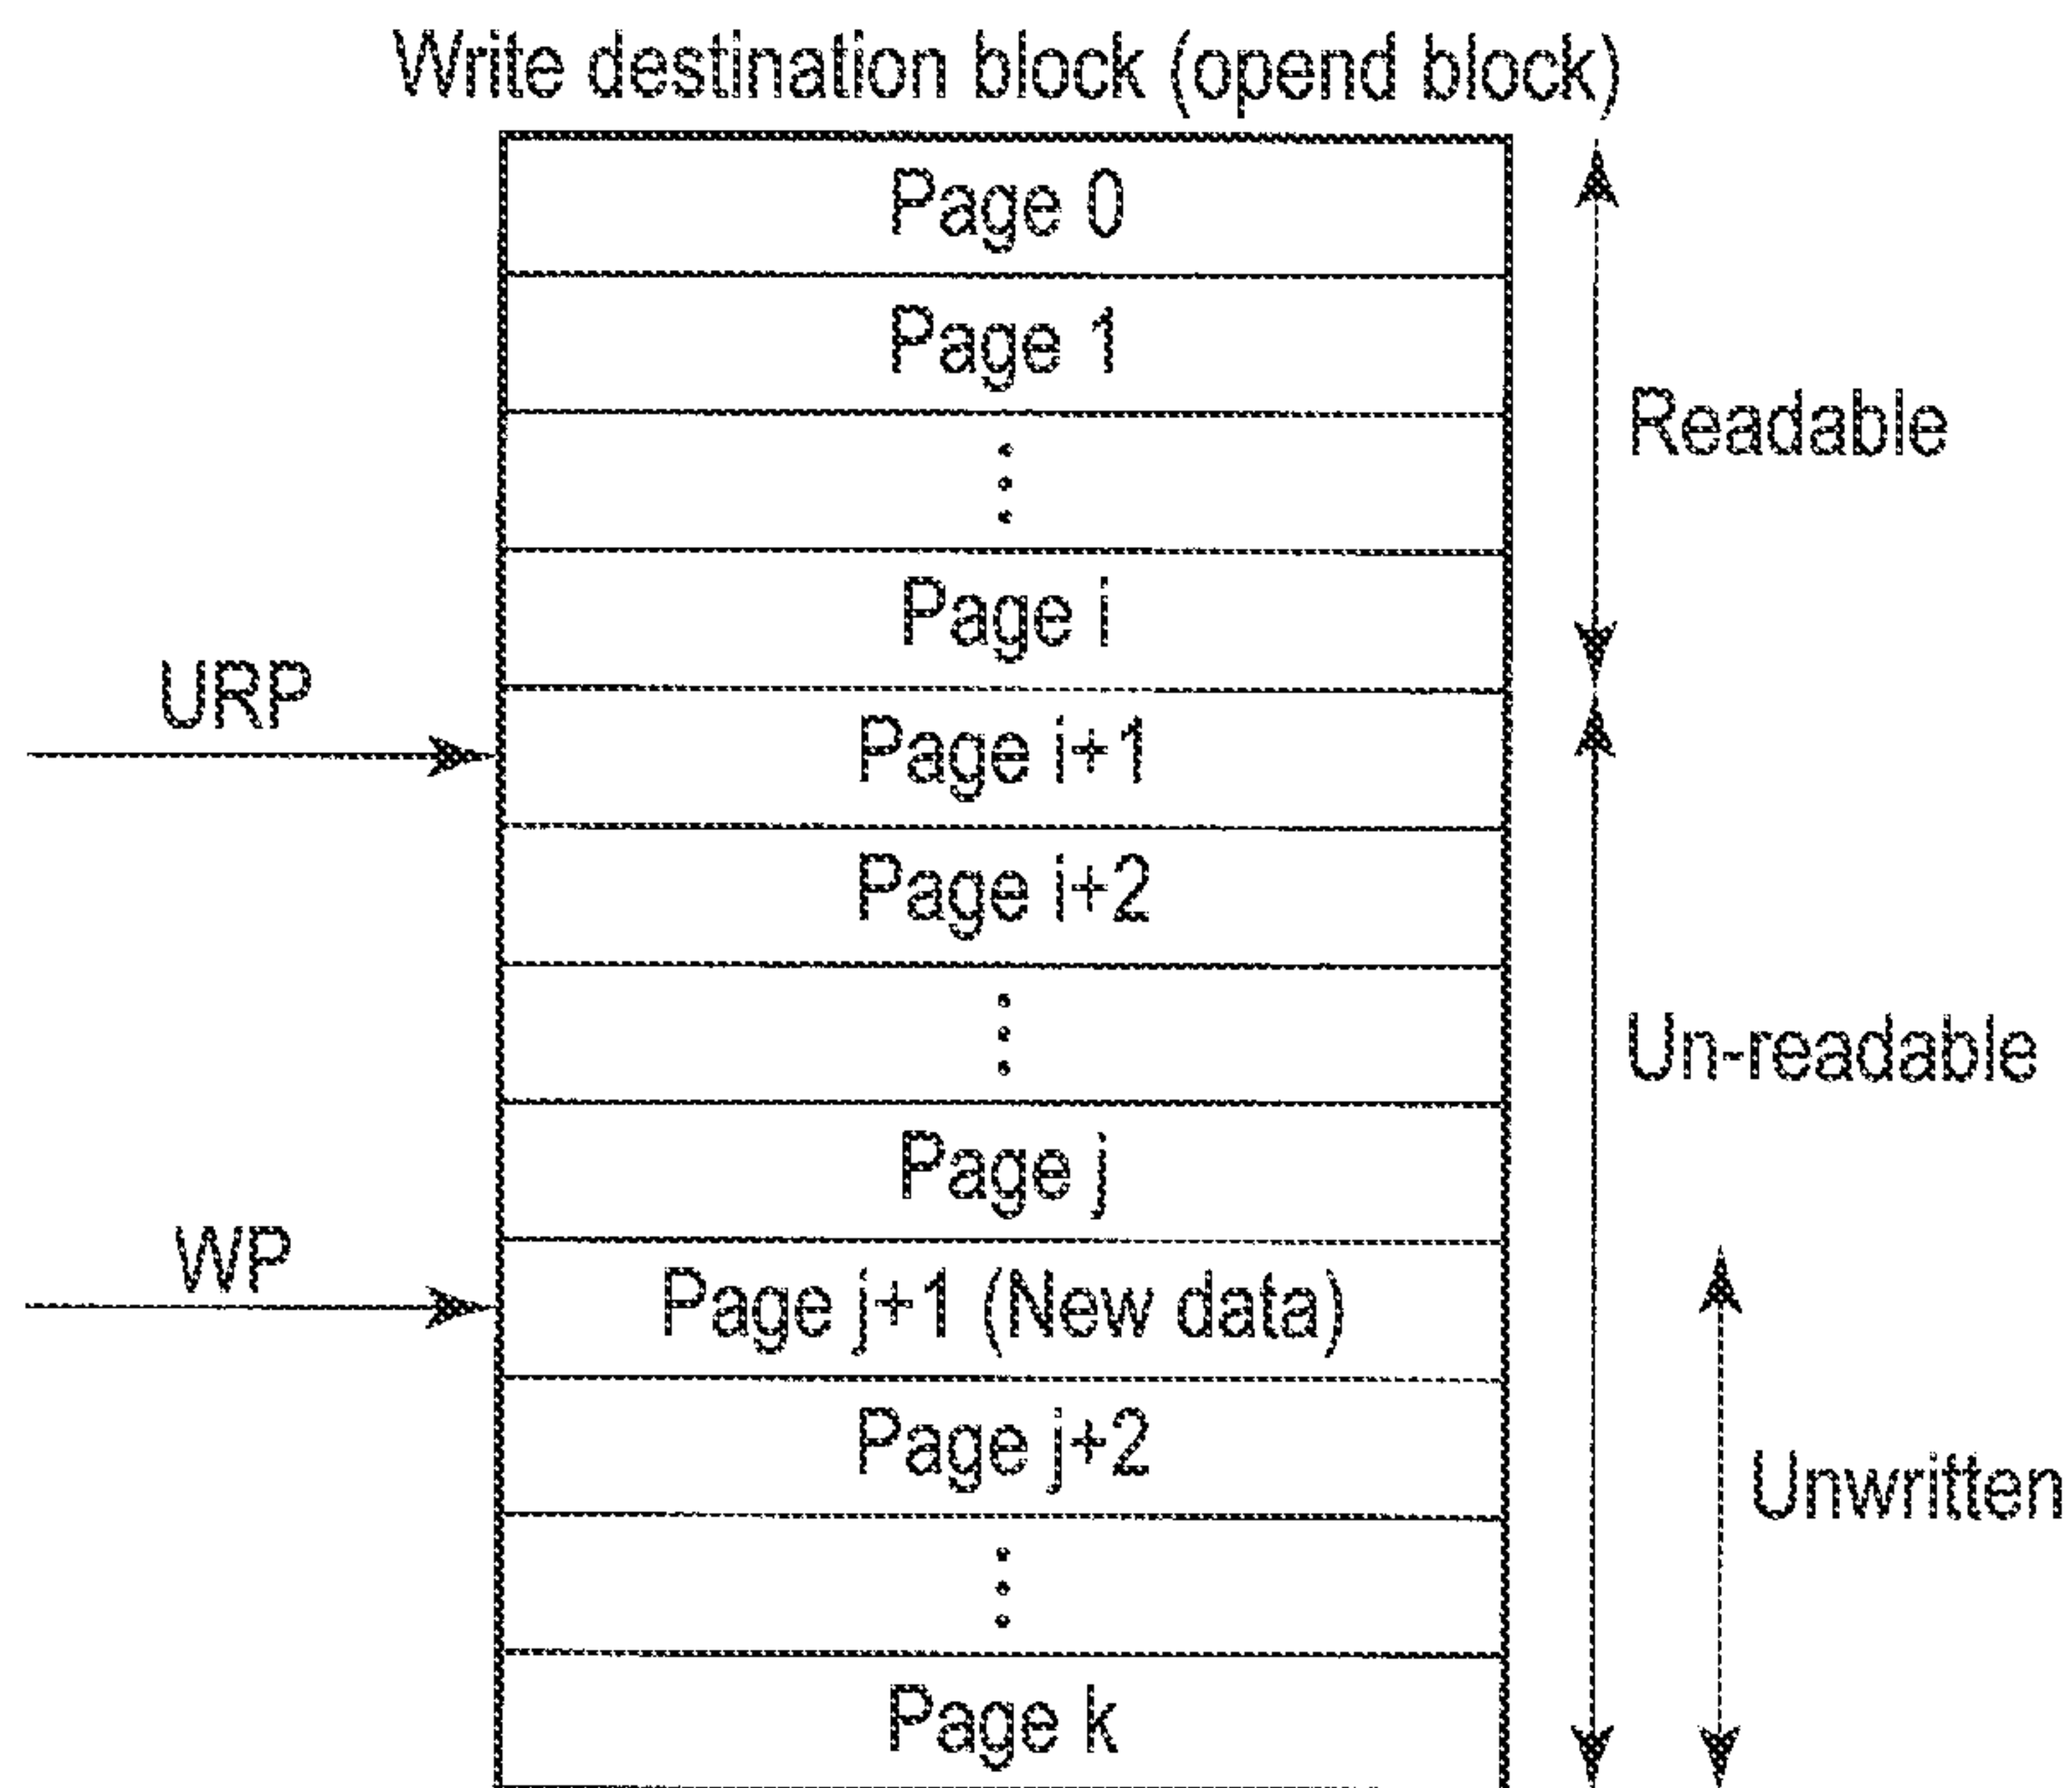 Write destination block (opend block)
Page 0
Page 1
Readable
Page i
URP
Page i+1
Page i+2
Un-readable
Page j
WP
Page j+1 (New data)
Page j+2
Unwritten
Page k